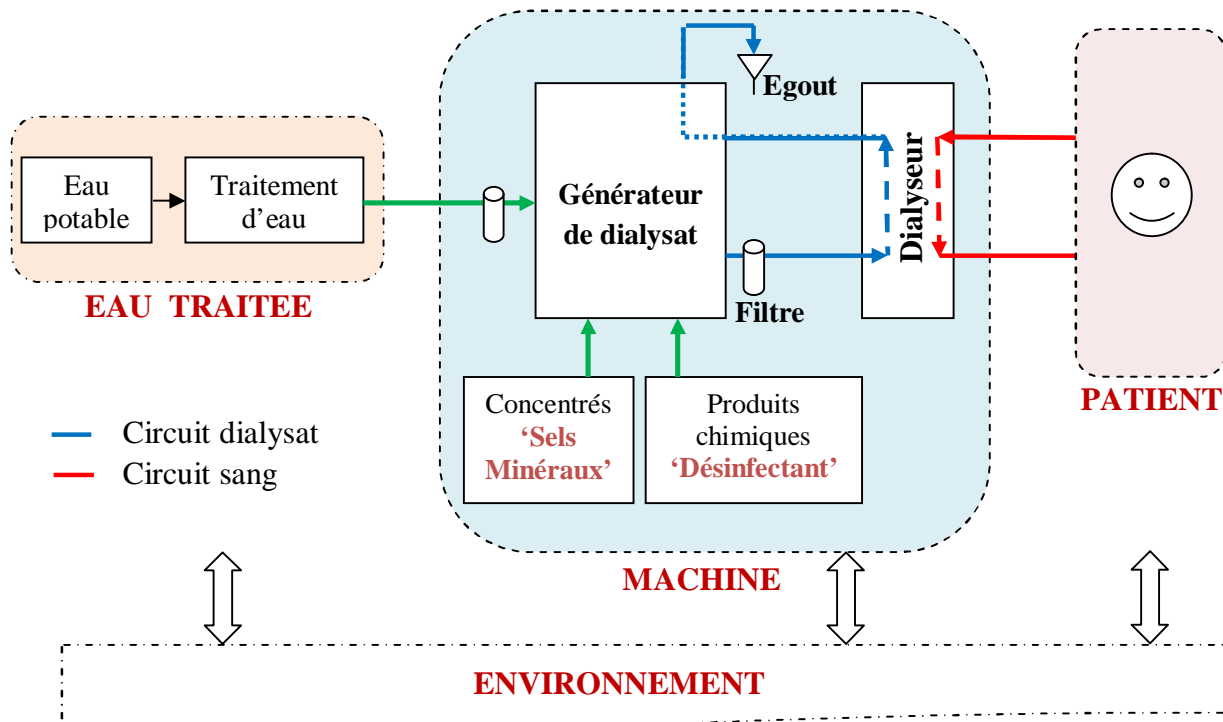 Egout
Eau
potable
Traitement
d’eau
Générateur
de dialysat
Dialyseur
Filtre
EAU TRAITEE
Concentrés
‘Sels
Minéraux’
Produits
chimiques
‘Désinfectant’
PATIENT
Circuit dialysat
Circuit sang
MACHINE
ENVIRONNEMENT